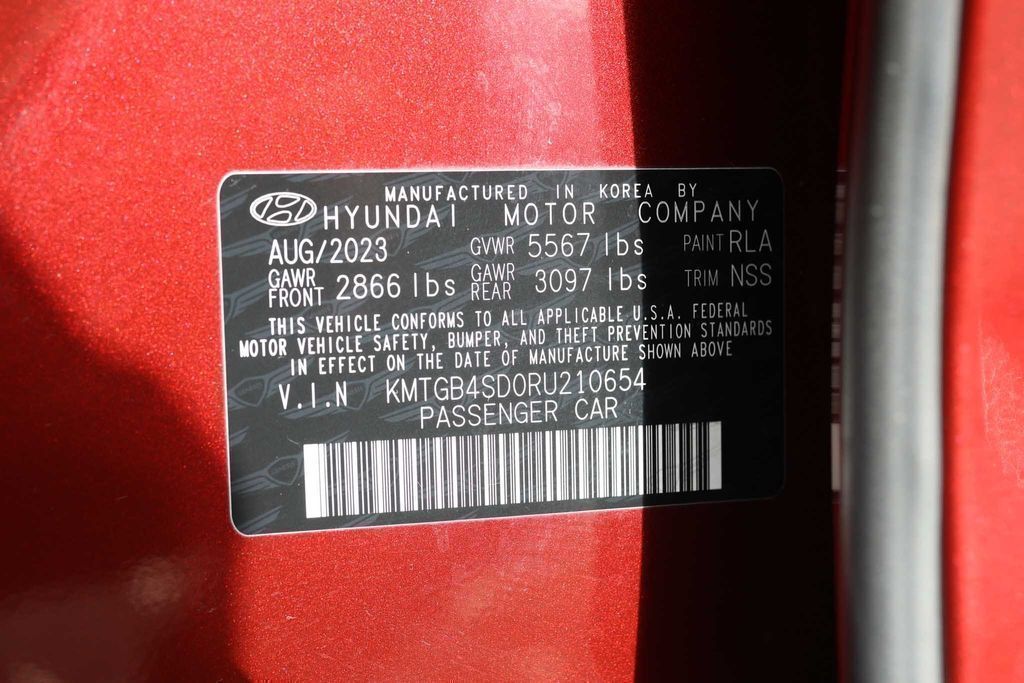 MANUFACTURED IN KOREA BY
HYUNDAI MOTOR COMPANY
AUG/2023 GVWR 5567 lbs PAINT RLA
GAWR FRONT 2866 lbs GAWR REAR 3097 lbs TRIM NSS
THIS VEHICLE CONFORMS TO ALL APPLICABLE U.S.A. FEDERAL
MOTOR VEHICLE SAFETY, BUMPER, AND THEFT PREVENTION STANDARDS
IN EFFECT ON THE DATE OF MANUFACTURE SHOWN ABOVE
V.I.N KMTGB4SD0RU210654
PASSENGER CAR